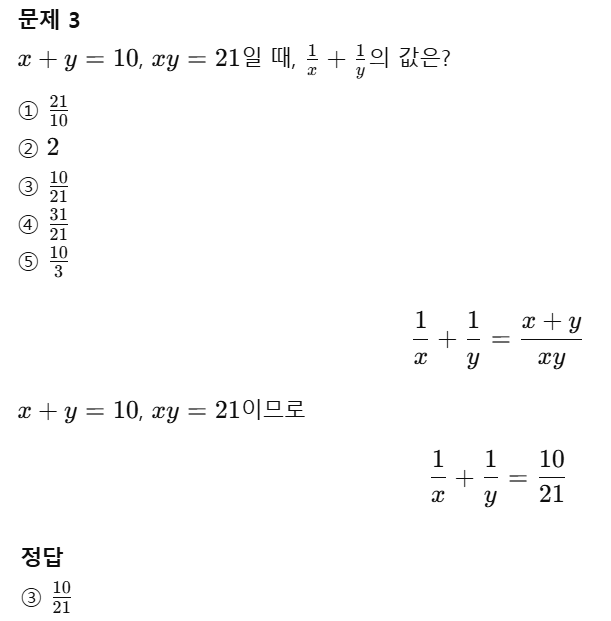 문제 3
x + y = 10, xy = 21일 때, 1/x + 1/y의 값은?
① 21/10
② 2
③ 10/21
④ 31/21
⑤ 10/3
1/x + 1/y = (x + y)/xy
x + y = 10, xy = 21이므로
1/x + 1/y = 10/21
정답
③ 10/21